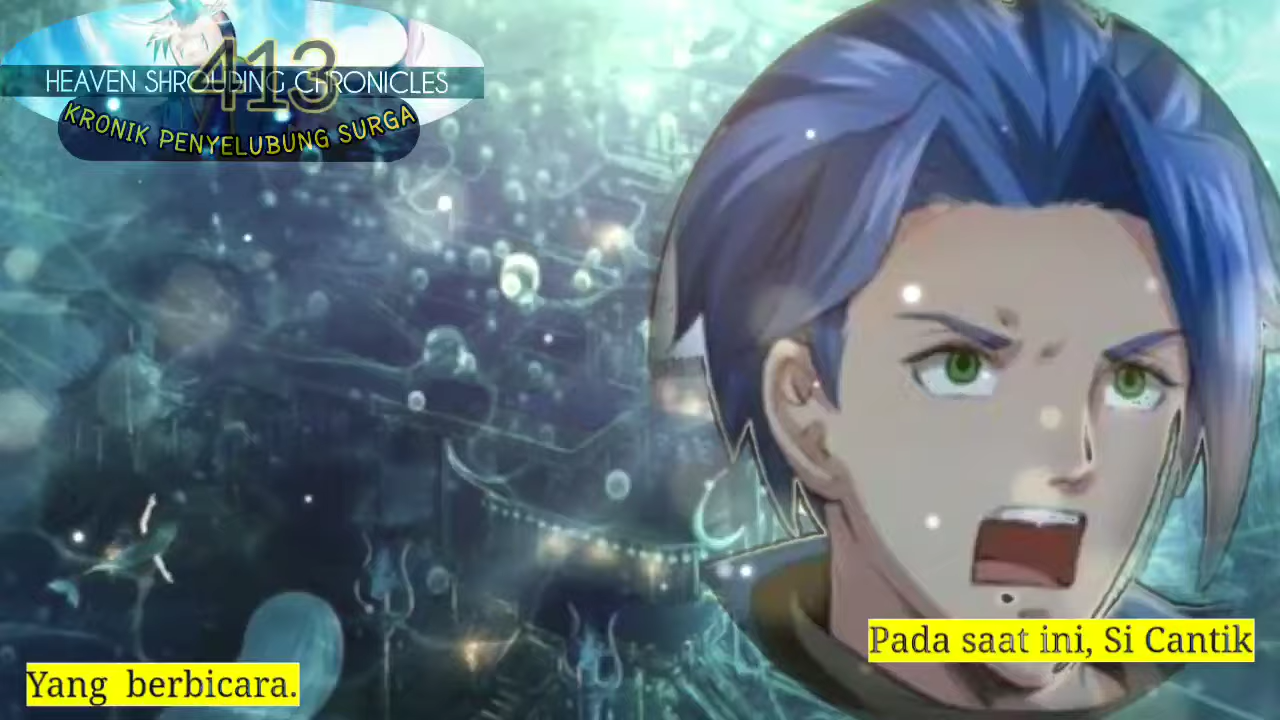 413
HEAVEN SHROUDING CHRONICLES
KRONIK PENYELUBUNG SURGA
Pada saat ini, Si Cantik
Yang berbicara.